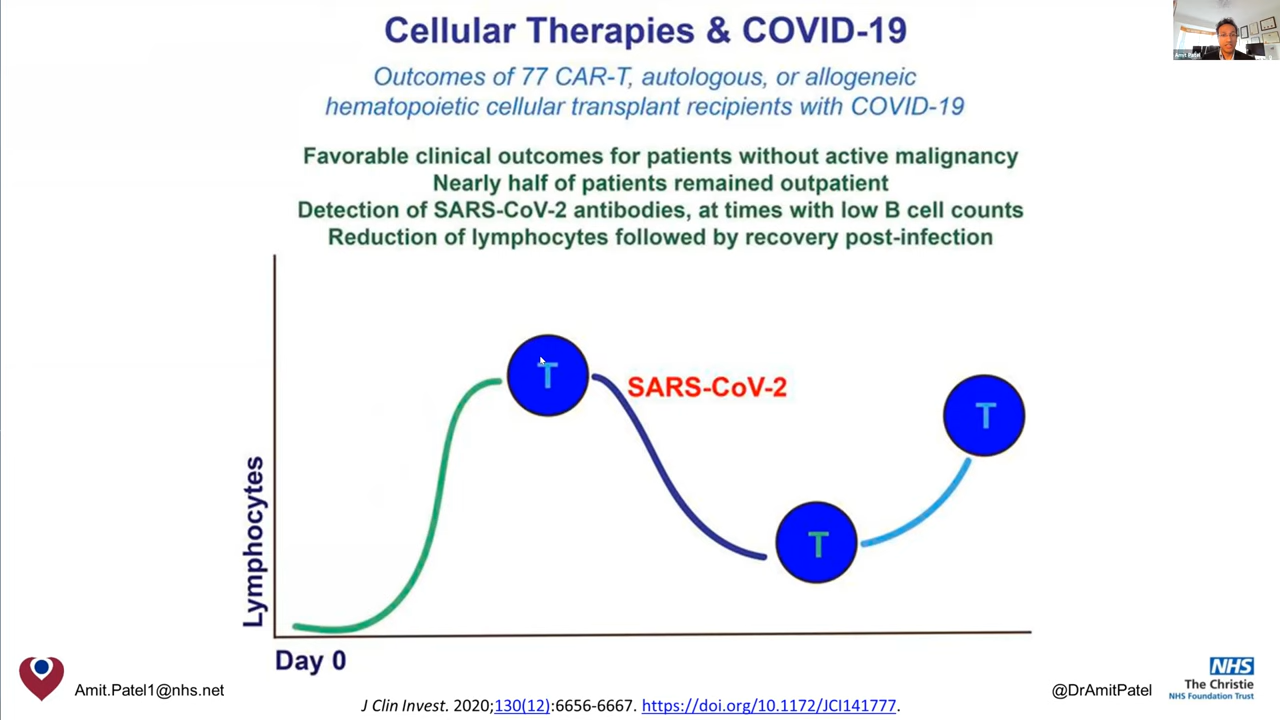 Cellular Therapies & COVID-19
Amit Patel
Outcomes of 77 CAR-T, autologous, or allogeneic
hematopoietic cellular transplant recipients with COVID-19
Favorable clinical outcomes for patients without active malignancy
Nearly half of patients remained outpatient
Detection of SARS-CoV-2 antibodies, at times with low B cell counts
Reduction of lymphocytes followed by recovery post-infection
T
SARS-CoV-2
T
T
Lymphocytes
Day 0
Amit.Patel1@nhs.net
@DrAmitPatel
NHS
The Christie
NHS Foundation Trust
J Clin Invest. 2020;130(12):6656-6667. https://doi.org/10.1172/JCI141777.